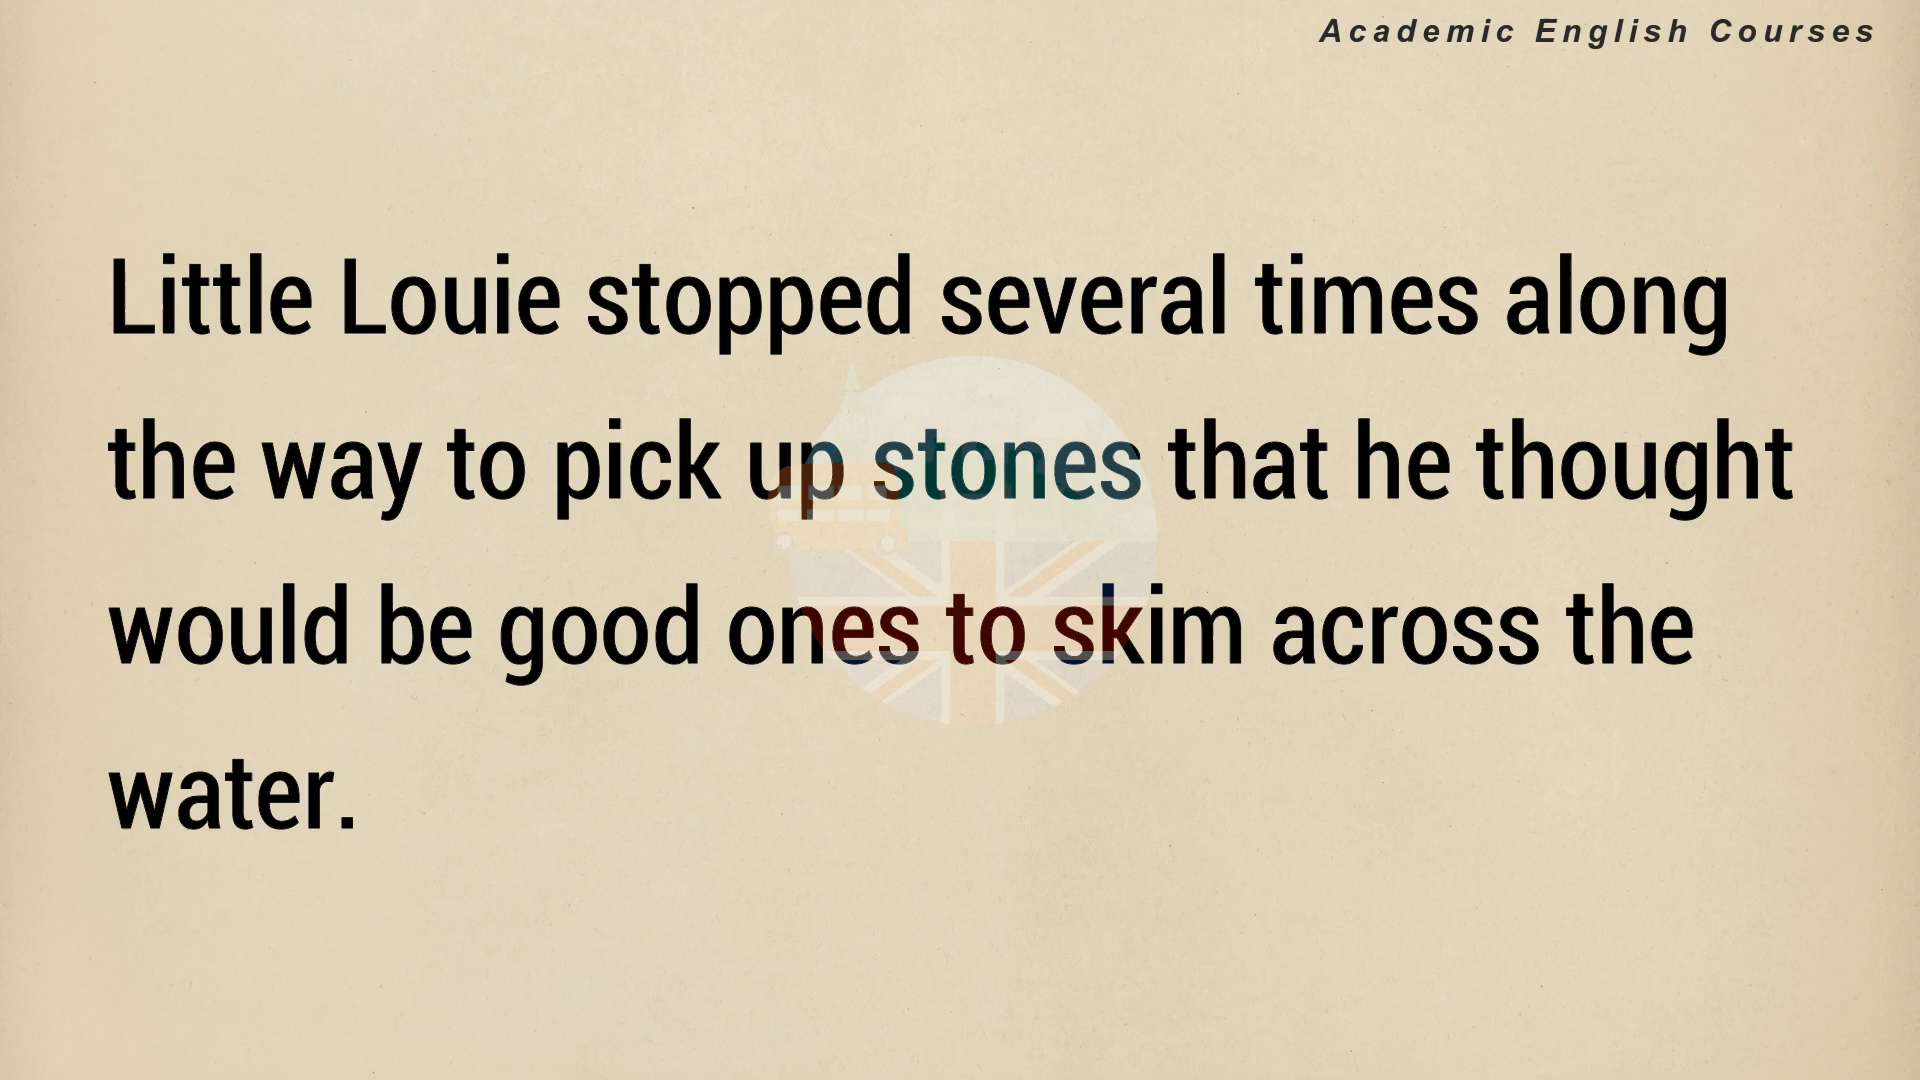 Academic English Courses
Little Louie stopped several times along
the way to pick up stones that he thought
would be good ones to skim across the
water.